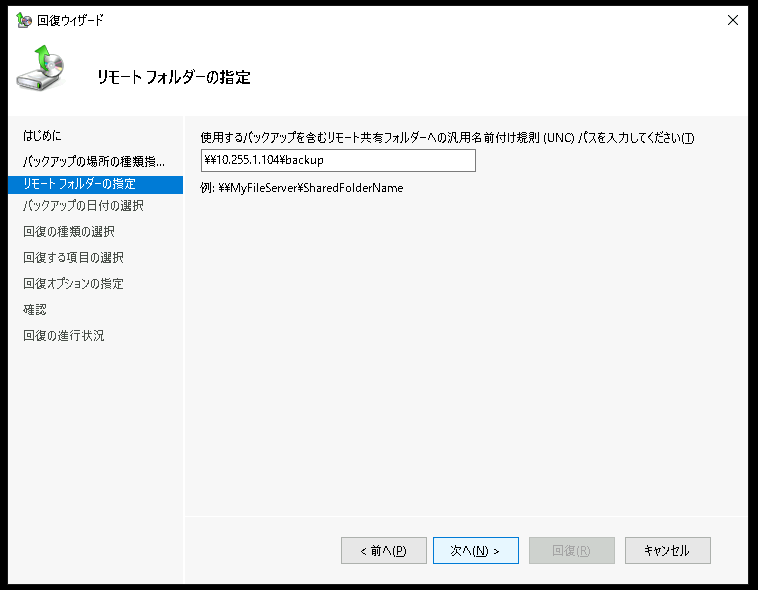 回復ウィザード
リモート フォルダーの指定
はじめに
バックアップの場所の種類指...
リモート フォルダーの指定
バックアップの日付の選択
回復の種類の選択
回復する項目の選択
回復オプションの指定
確認
回復の進行状況
使用するバックアップを含むリモート共有フォルダーへの汎用名前付け規則 (UNC) パスを入力してください(T)
¥¥10.255.1.104¥backup
例: ¥¥MyFileServer¥SharedFolderName
< 前へ(P) 次へ(N) > 回復(R) キャンセル